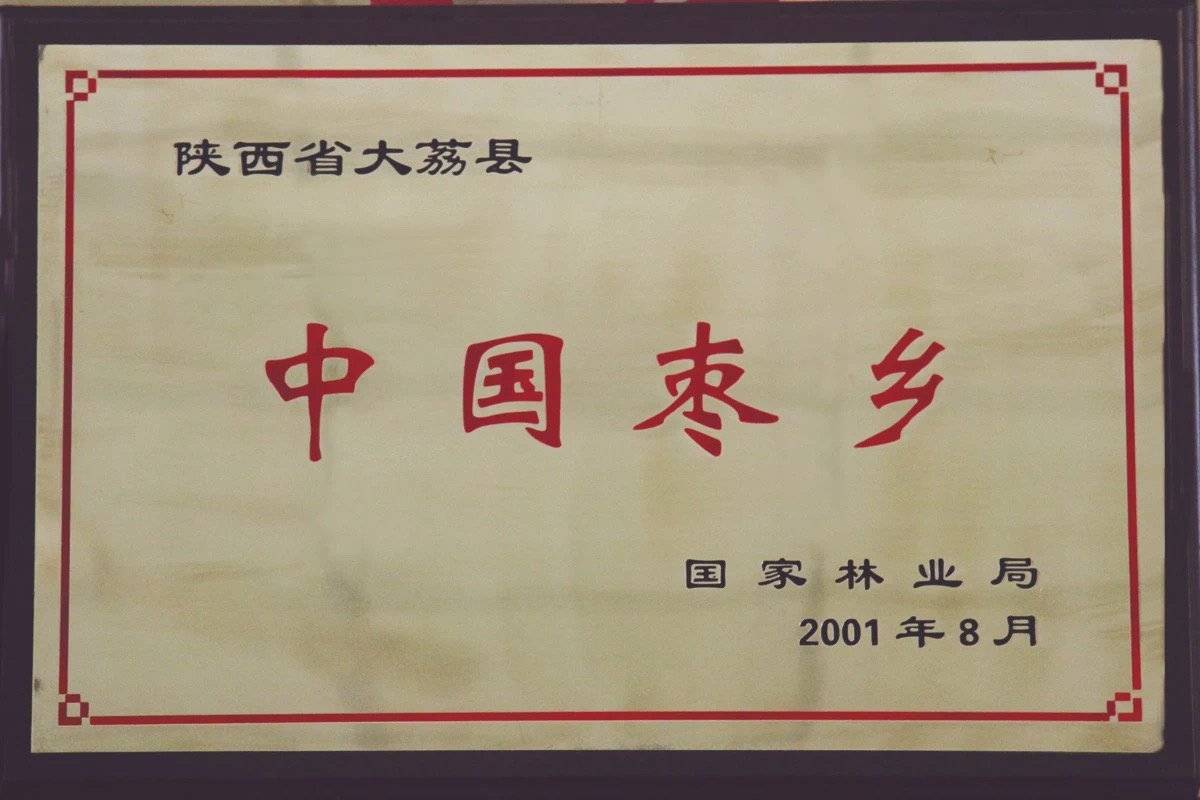 陕西省大荔县
中国枣乡
国家林业局
2001年8月